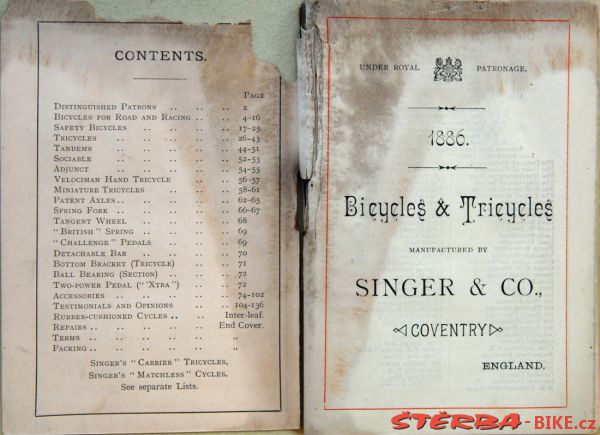 CONTENTS.
PAGE
DISTINGUISHED PATRONS .. .. .. 2
BICYCLES FOR ROAD AND RACING .. .. 4-16
SAFETY BICYCLES .. .. .. .. 17-25
TRICYCLES .. .. .. .. .. 26-43
TANDEMS .. .. .. .. .. 44-51
SOCIABLE .. .. .. .. .. 52-53
ADJUNCT .. .. .. .. .. 54-55
VELOCIMAN HAND TRICYCLE .. .. 56-57
MINIATURE TRICYCLES .. .. .. 58-61
PATENT AXLES.. .. .. .. .. 62-65
SPRING FORK .. .. .. .. .. 66-67
TANGENT WHEEL .. .. .. .. 68
"BRITISH" SPRING .. .. .. .. 69
"CHALLENGE" PEDALS .. .. .. 69
DETACHABLE BAR .. .. .. .. 70
BOTTOM BRACKET (TRICYCLE) .. .. 71
BALL BEARING (SECTION) .. .. .. 72
TWO-POWER PEDAL ("XTRA") .. .. 72
ACCESSORIES .. .. .. .. .. 74-102
TESTIMONIALS AND OPINIONS .. .. 104-136
RUBBER-CUSHIONED CYCLES .. .. Inter-leaf.
REPAIRS .. .. .. .. .. End Cover.
TERMS .. .. .. .. .. "
PACKING .. .. .. .. .. "
SINGER'S "CARRIER" TRICYCLES,
SINGER'S "MATCHLESS" CYCLES.
See separate Lists.
UNDER ROYAL PATRONAGE.
1886.
Bicycles & Tricycles
MANUFACTURED BY
SINGER & CO.,
COVENTRY
ENGLAND.
ŠTĚRBA-BIKE.cz